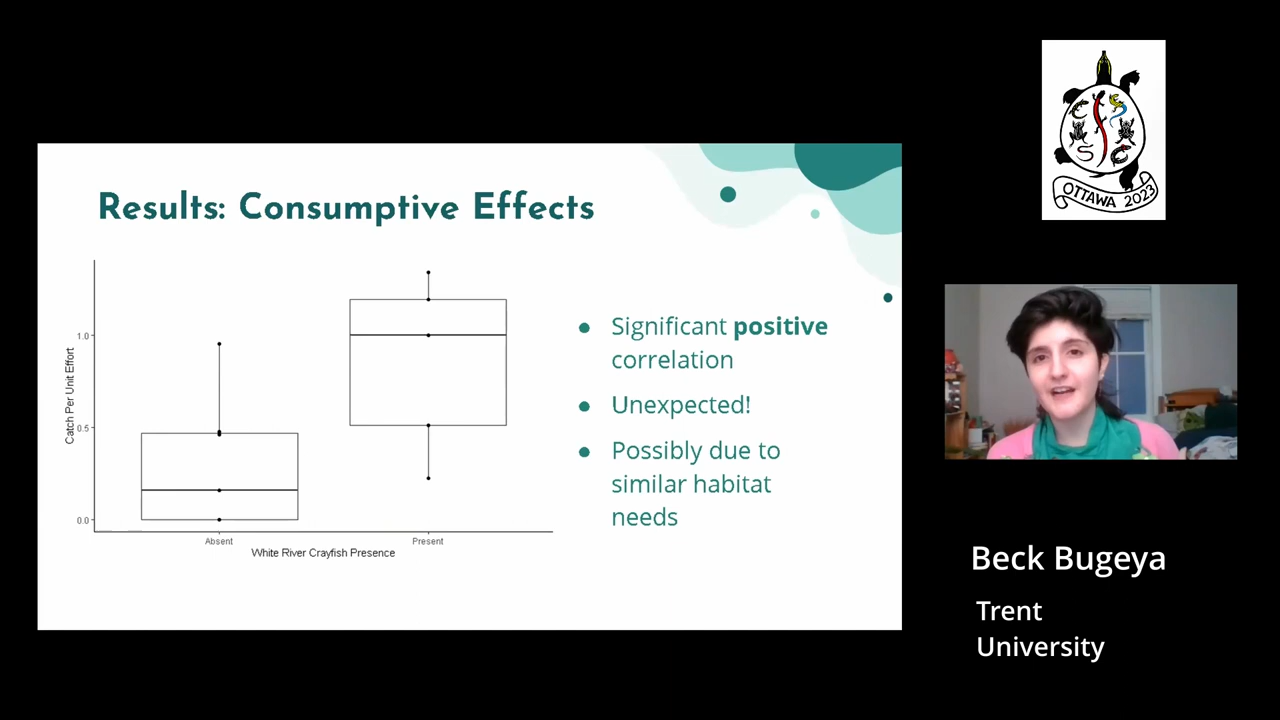 Results: Consumptive Effects
1.0
0.5
0.0
Catch Per Unit Effort
Absent
Present
White River Crayfish Presence
● Significant positive
correlation
● Unexpected!
● Possibly due to
similar habitat
needs
OTTAWA 2023
Beck Bugeya
Trent
University